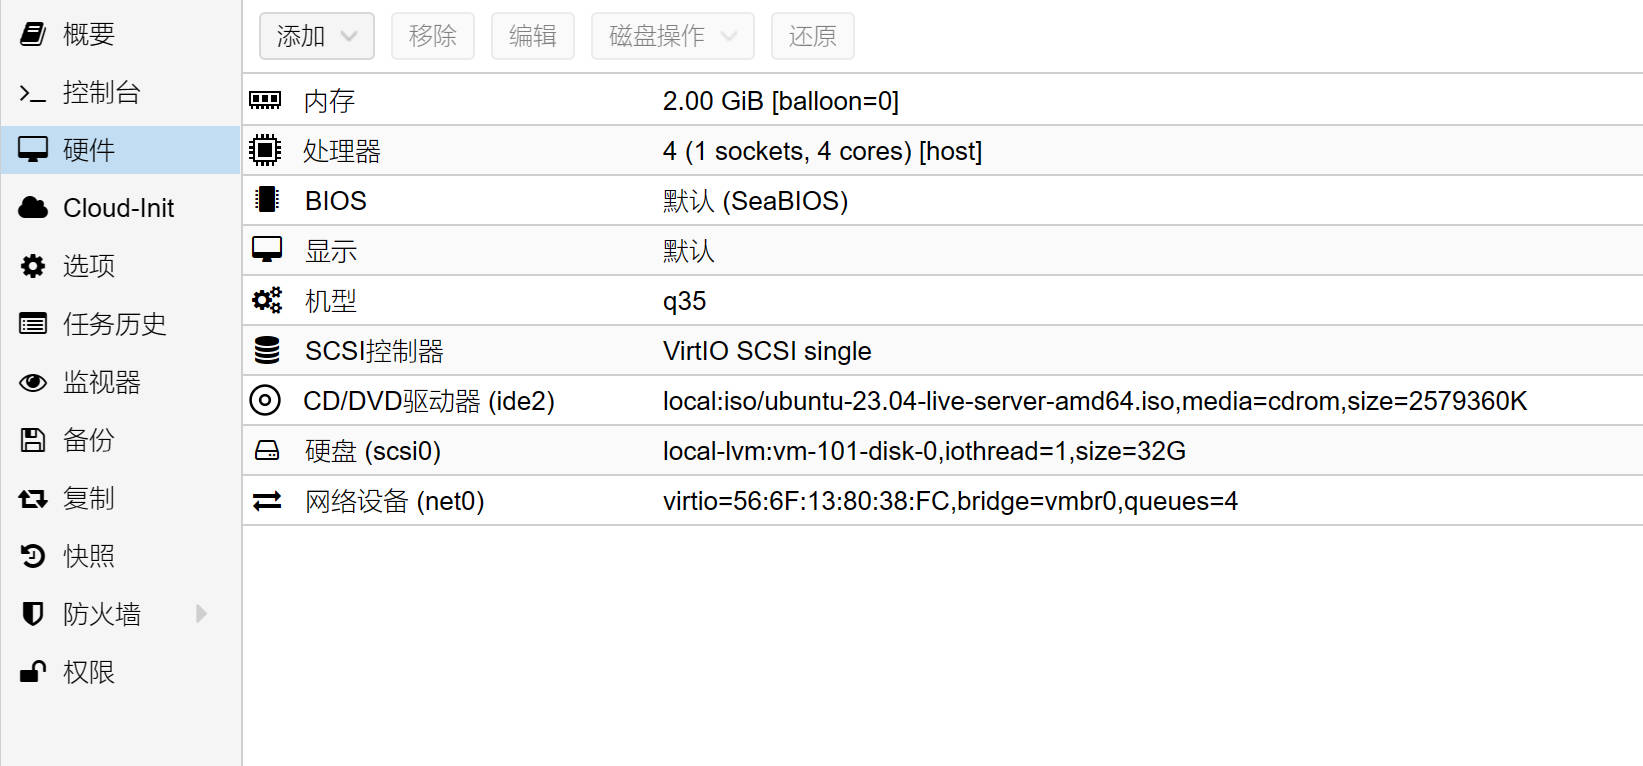 概要
控制台
硬件
Cloud-Init
选项
任务历史
监视器
备份
复制
快照
防火墙
权限
添加 移除 编辑 磁盘操作 还原
内存 2.00 GiB [balloon=0]
处理器 4 (1 sockets, 4 cores) [host]
BIOS 默认 (SeaBIOS)
显示 默认
机型 q35
SCSI控制器 VirtIO SCSI single
CD/DVD驱动器 (ide2) local:iso/ubuntu-23.04-live-server-amd64.iso,media=cdrom,size=2579360K
硬盘 (scsi0) local-lvm:vm-101-disk-0,iothread=1,size=32G
网络设备 (net0) virtio=56:6F:13:80:38:FC,bridge=vmbr0,queues=4